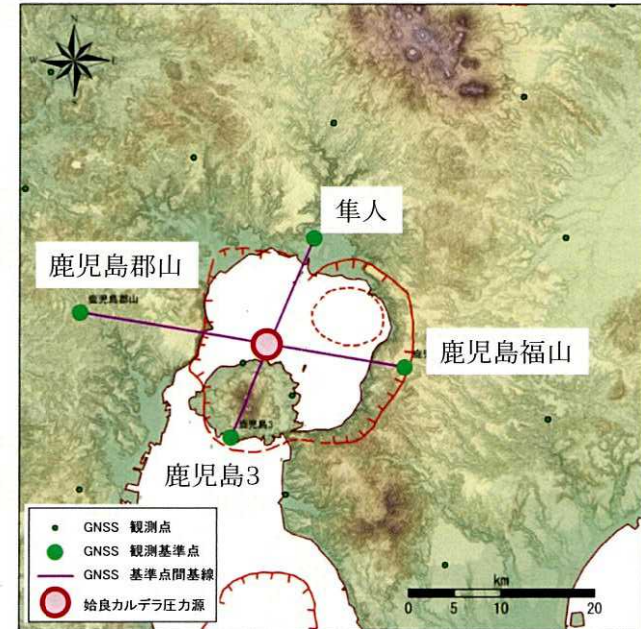 N
隼人
鹿児島郡山
鹿児島郡山
鹿児島福山
鹿児島3
鹿児島3
GNSS 観測点
GNSS 観測基準点
GNSS 基準点間基線
姶良カルデラ圧力源
km
0 5 10 20